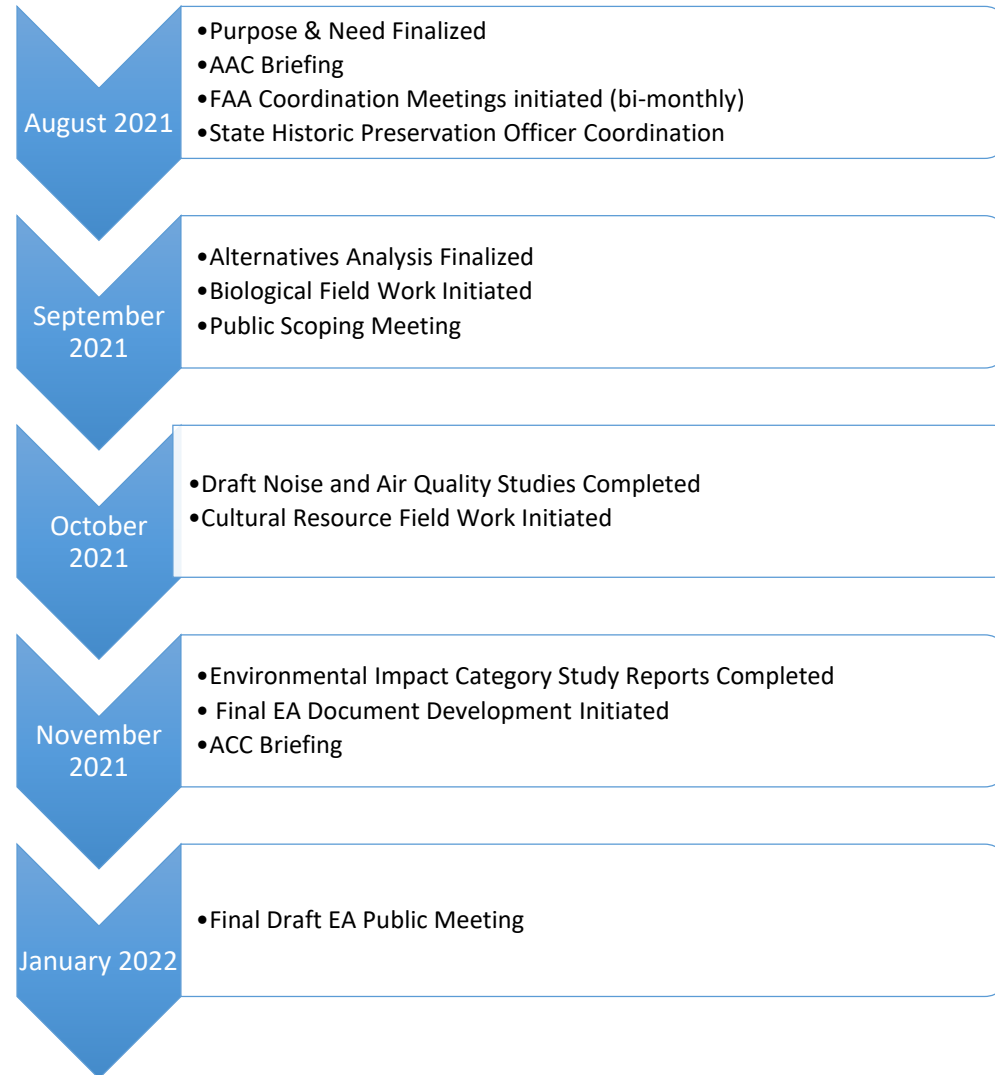 August 2021
•Purpose & Need Finalized
•AAC Briefing
•FAA Coordination Meetings initiated (bi-monthly)
•State Historic Preservation Officer Coordination
September
2021
•Alternatives Analysis Finalized
•Biological Field Work Initiated
•Public Scoping Meeting
October
2021
•Draft Noise and Air Quality Studies Completed
•Cultural Resource Field Work Initiated
November
2021
•Environmental Impact Category Study Reports Completed
• Final EA Document Development Initiated
•ACC Briefing
January 2022
•Final Draft EA Public Meeting